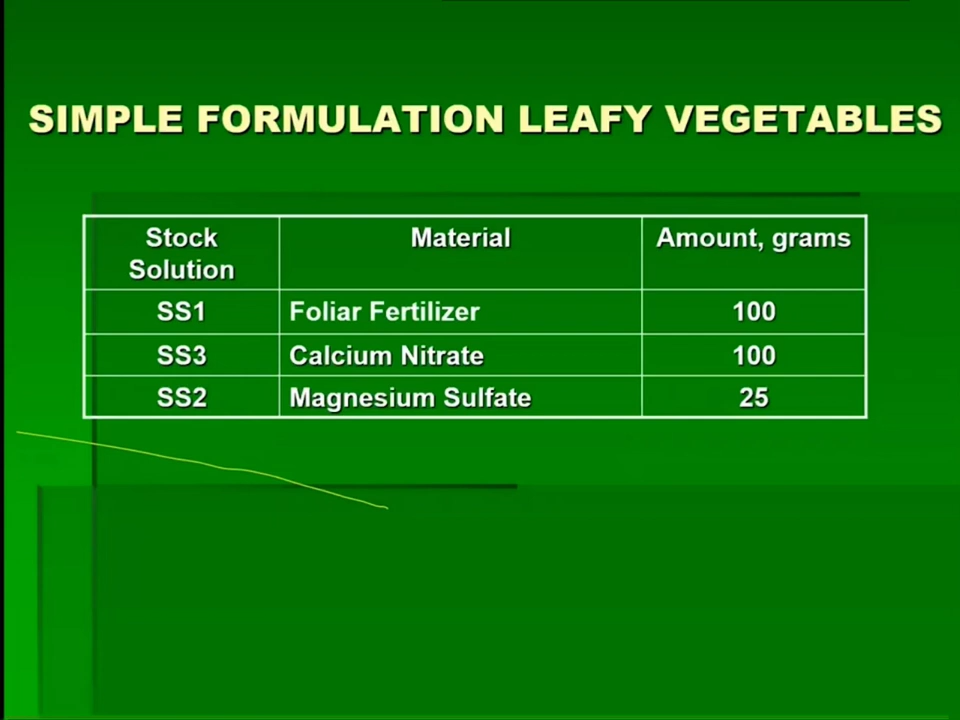 SIMPLE FORMULATION LEAFY VEGETABLES
Stock Solution Material Amount, grams
SS1 Foliar Fertilizer 100
SS3 Calcium Nitrate 100
SS2 Magnesium Sulfate 25